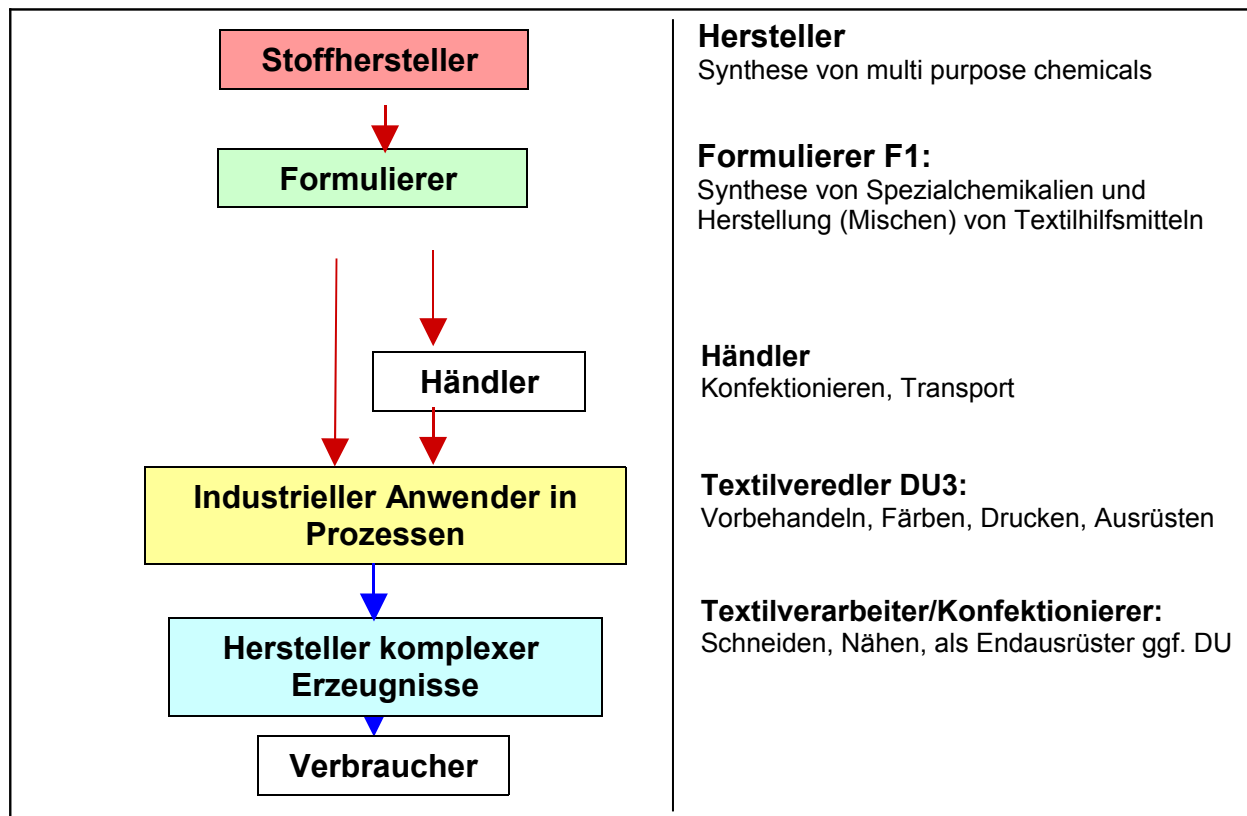 Stoffhersteller
Hersteller
Synthese von multi purpose chemicals
Formulierer
Formulierer F1:
Synthese von Spezialchemikalien und
Herstellung (Mischen) von Textilhilfsmitteln
Händler
Händler
Konfektionieren, Transport
Industrieller Anwender in
Prozessen
Textilveredler DU3:
Vorbehandeln, Färben, Drucken, Ausrüsten
Hersteller komplexer
Erzeugnisse
Textilverarbeiter/Konfektionierer:
Schneiden, Nähen, als Endausrüster ggf. DU
Verbraucher